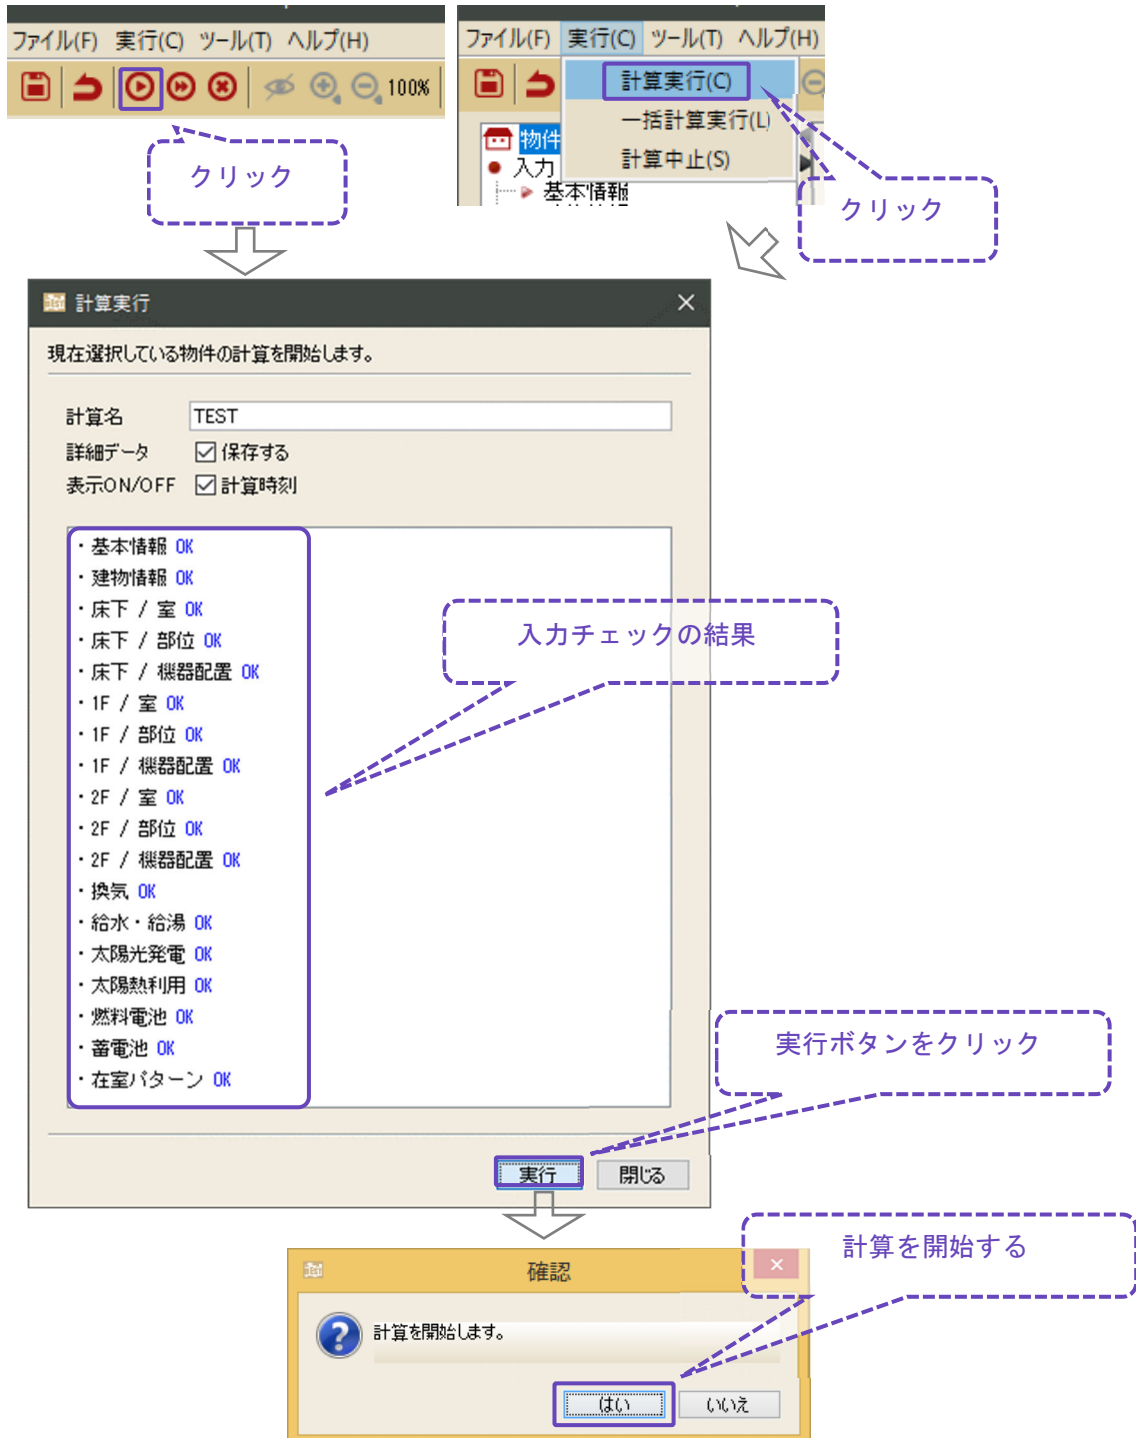 ファイル(F) 実行(C) ツール(T) ヘルプ(H)
100%
クリック
ファイル(F) 実行(C) ツール(T) ヘルプ(H)
計算実行(C)
一括計算実行(L)
計算中止(S)
物件
入力
基本情報
クリック
計算実行
現在選択している物件の計算を開始します。
計算名 TEST
詳細データ 保存する
表示ON/OFF 計算時刻
・基本情報 OK
・建物情報 OK
・床下 / 室 OK
・床下 / 部位 OK
・床下 / 機器配置 OK
・1F / 室 OK
・1F / 部位 OK
・1F / 機器配置 OK
・2F / 室 OK
・2F / 部位 OK
・2F / 機器配置 OK
・換気 OK
・給水・給湯 OK
・太陽光発電 OK
・太陽熱利用 OK
・燃料電池 OK
・蓄電池 OK
・在室パターン OK
入力チェックの結果
実行ボタンをクリック
実行 閉じる
計算を開始する
確認
計算を開始します。
はい いいえ